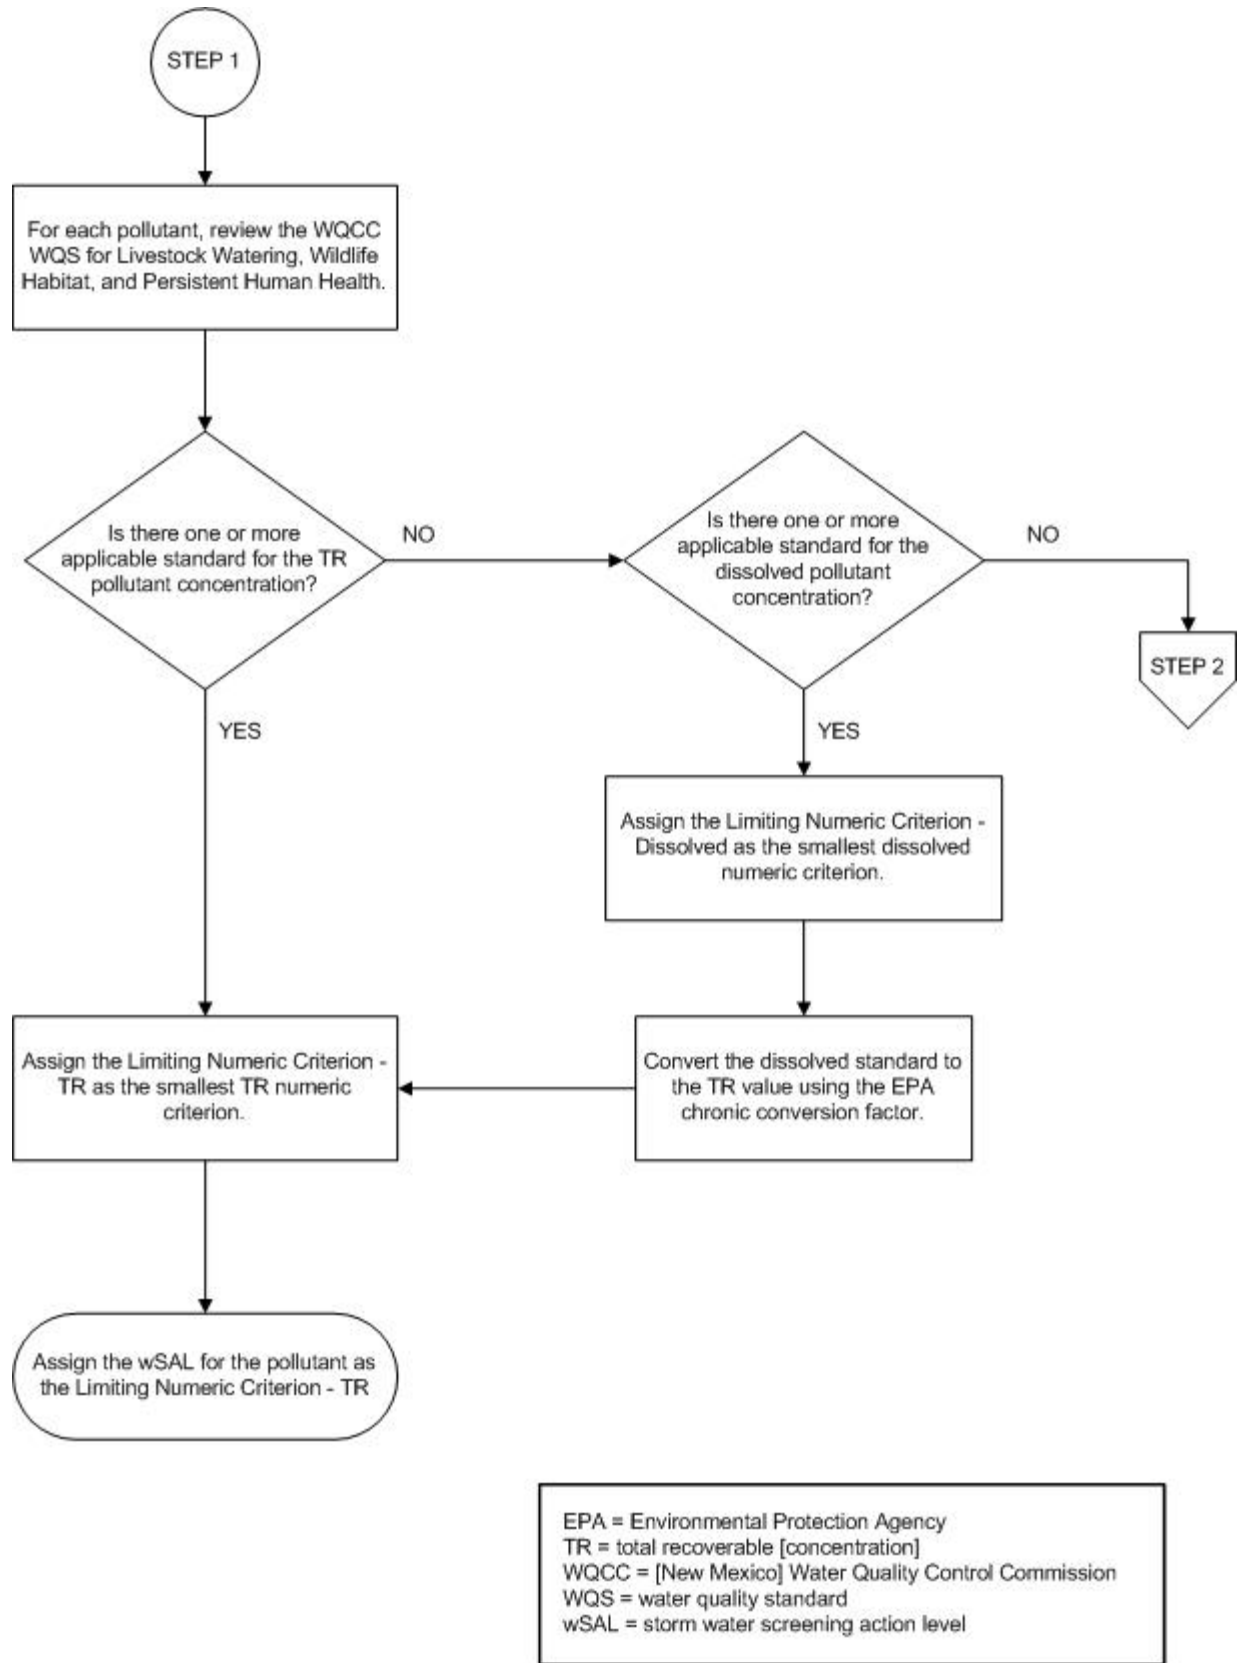 STEP 1
For each pollutant, review the WQCC
WQS for Livestock Watering, Wildlife
Habitat, and Persistent Human Health.
Is there one or more
applicable standard for the TR
pollutant concentration?
NO
Is there one or more
applicable standard for the
dissolved pollutant
concentration?
NO
STEP 2
YES
YES
Assign the Limiting Numeric Criterion -
Dissolved as the smallest dissolved
numeric criterion.
Assign the Limiting Numeric Criterion -
TR as the smallest TR numeric
criterion.
Convert the dissolved standard to
the TR value using the EPA
chronic conversion factor.
Assign the wSAL for the pollutant as
the Limiting Numeric Criterion - TR
EPA = Environmental Protection Agency
TR = total recoverable [concentration]
WQCC = [New Mexico] Water Quality Control Commission
WQS = water quality standard
wSAL = storm water screening action level